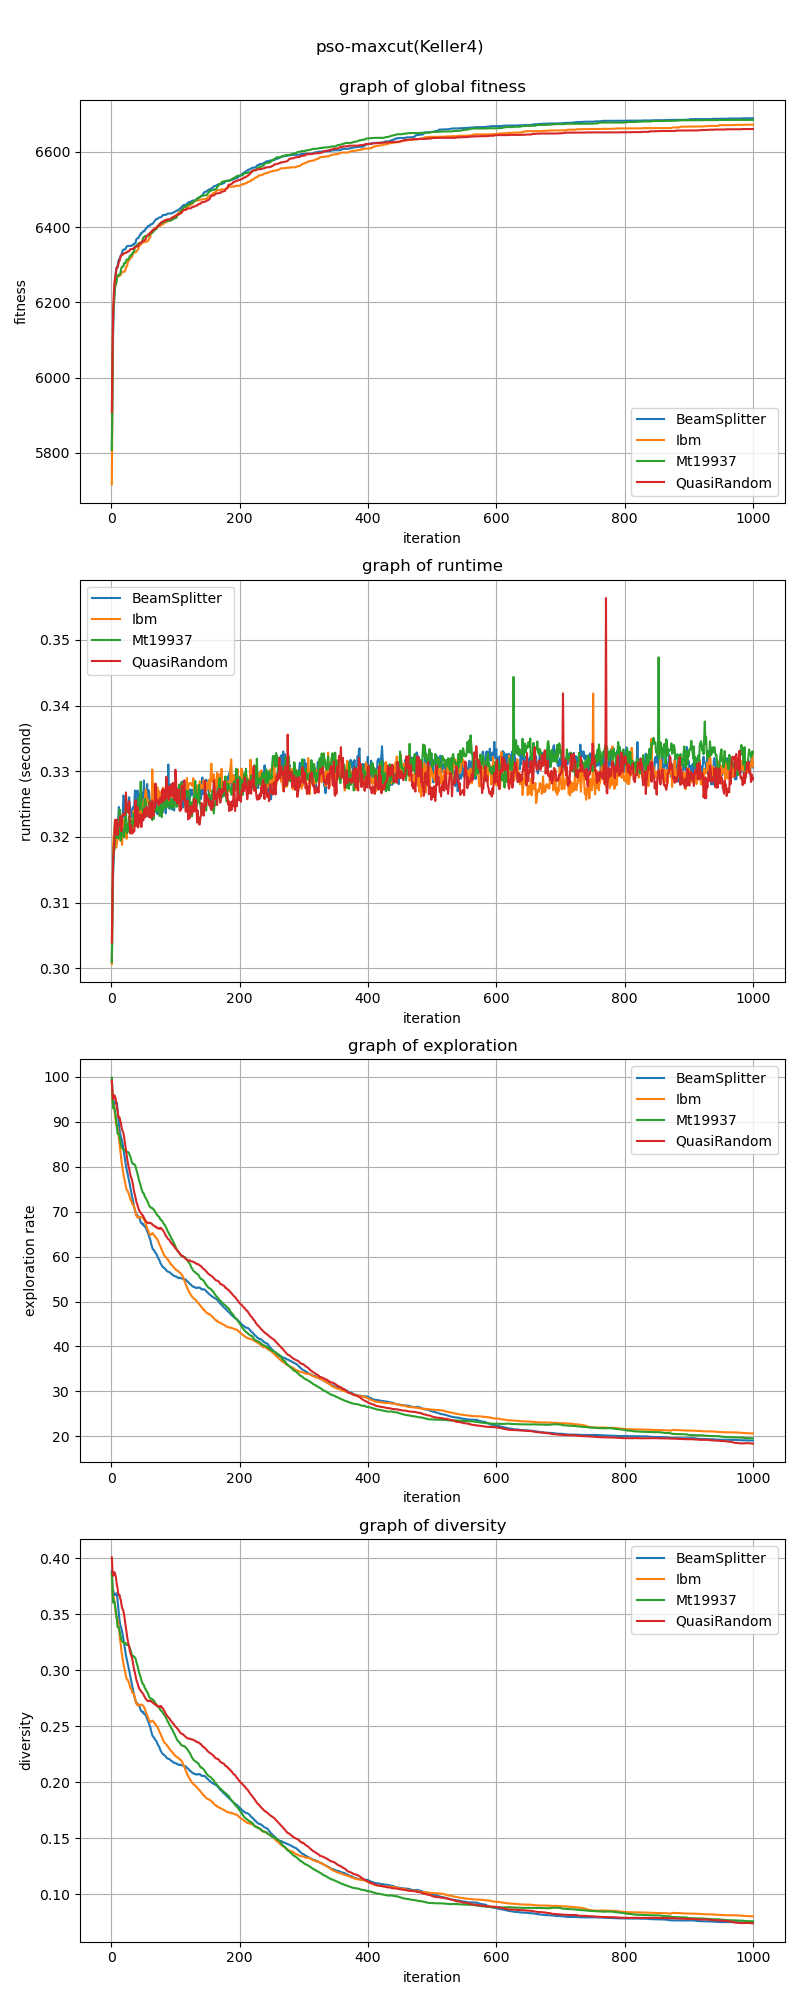 pso-maxcut(Keller4)
graph of global fitness
6600
6400
6200
6000
5800
fitness
BeamSplitter
Ibm
Mt19937
QuasiRandom
0 200 400 600 800 1000
iteration
graph of runtime
BeamSplitter
Ibm
Mt19937
QuasiRandom
0.35
0.34
0.33
0.32
0.31
0.30
runtime (second)
0 200 400 600 800 1000
iteration
graph of exploration
BeamSplitter
Ibm
Mt19937
QuasiRandom
100
90
80
70
60
50
40
30
20
exploration rate
0 200 400 600 800 1000
iteration
graph of diversity
BeamSplitter
Ibm
Mt19937
QuasiRandom
0.40
0.35
0.30
0.25
0.20
0.15
0.10
diversity
0 200 400 600 800 1000
iteration